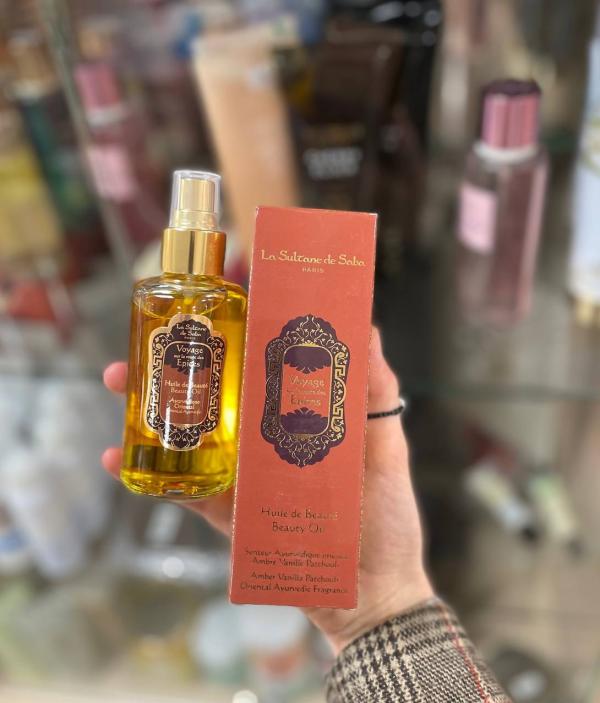 La Sultane
de Saba
Voyage
sur la route des
Epices
Huile de Beauté
Beauty Oil
Ayurvédique
Oriental
La Sultane de Saba
PARIS
Voyage
Epices
Huile de Beauté
Beauty Oil
Senteur Ayurvédique
Ambre Vanille Patchouli
Amber Vanilla Patchouli
Oriental Ayurvedic Fragrance